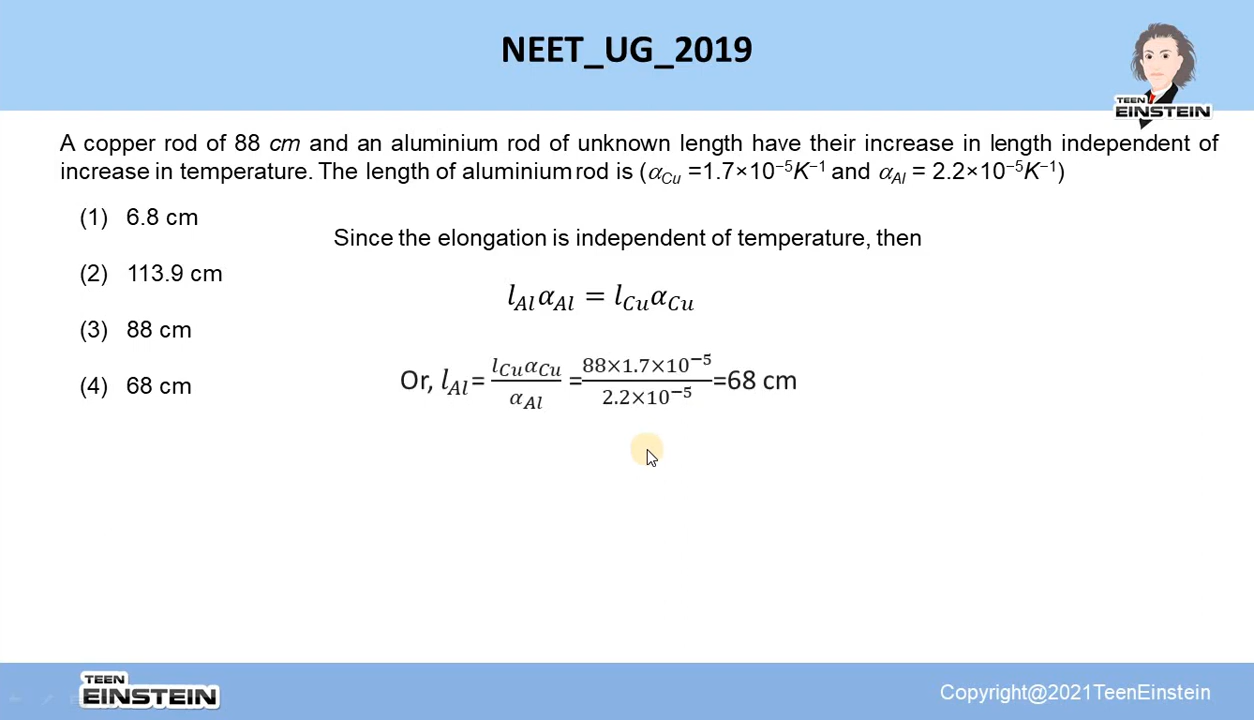 NEET_UG_2019
TEEN
EINSTEIN
A copper rod of 88 cm and an aluminium rod of unknown length have their increase in length independent of
increase in temperature. The length of aluminium rod is (αCu =1.7×10⁻⁵K⁻¹ and αAl = 2.2×10⁻⁵K⁻¹)
(1) 6.8 cm
(2) 113.9 cm
(3) 88 cm
(4) 68 cm
Since the elongation is independent of temperature, then
lAlαAl = lCuαCu
Or, lAl= lCuαCu/αAl =88×1.7×10⁻⁵/2.2×10⁻⁵=68 cm
TEEN
EINSTEIN
Copyright@2021TeenEinstein